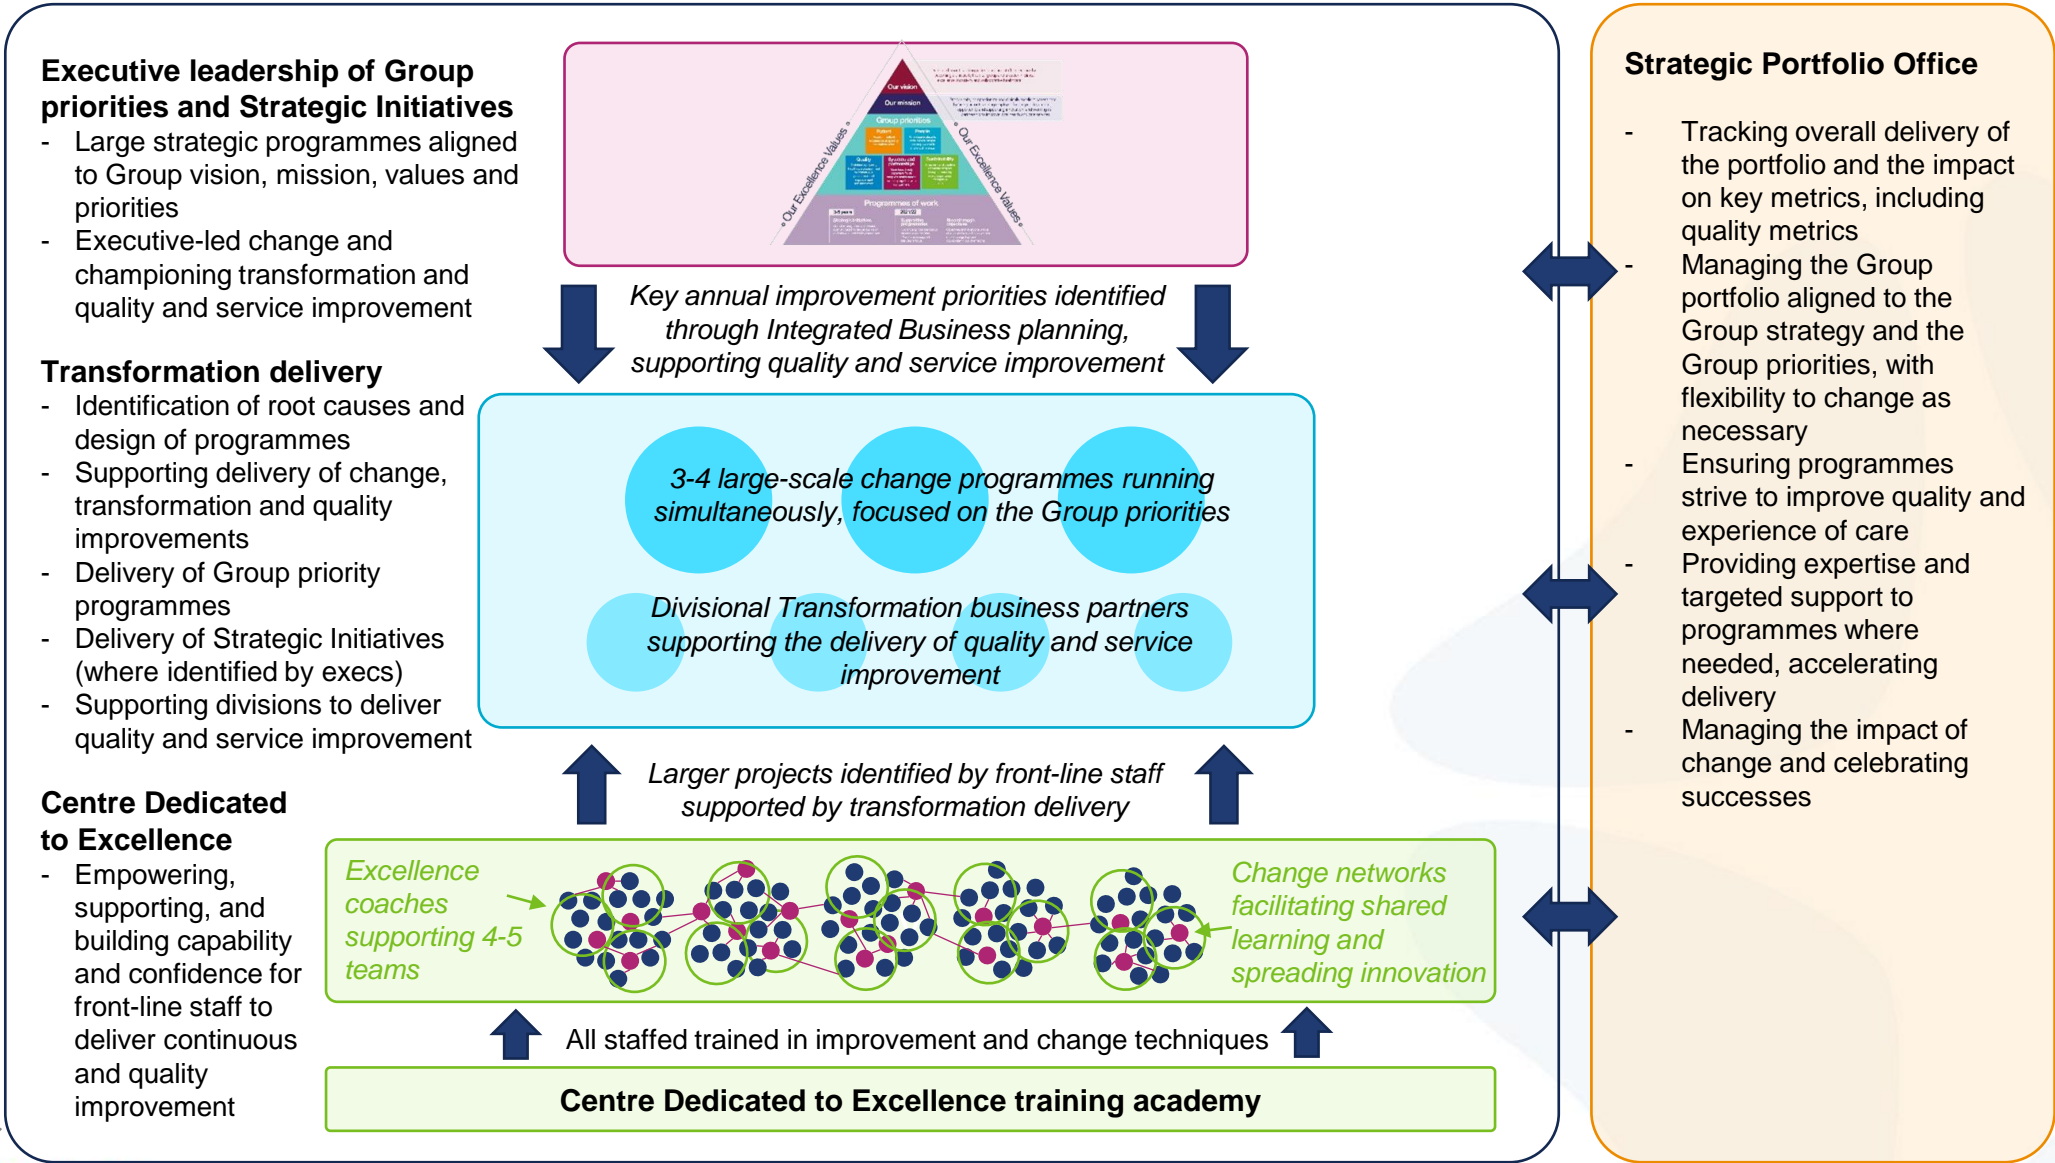 Executive leadership of Group
priorities and Strategic Initiatives
- Large strategic programmes aligned
to Group vision, mission, values and
priorities
- Executive-led change and
championing transformation and
quality and service improvement
Transformation delivery
- Identification of root causes and
design of programmes
- Supporting delivery of change,
transformation and quality
improvements
- Delivery of Group priority
programmes
- Delivery of Strategic Initiatives
(where identified by execs)
- Supporting divisions to deliver
quality and service improvement
Centre Dedicated
to Excellence
- Empowering,
supporting, and
building capability
and confidence for
front-line staff to
deliver continuous
and quality
improvement
Our vision
Our mission
Group priorities
Patient
People
Quality
Systems and
partnerships
Sustainability
Programmes of work
3-5 years
2021/22
Our Excellence Values
Our Excellence Values
Key annual improvement priorities identified
through Integrated Business planning,
supporting quality and service improvement
3-4 large-scale change programmes running
simultaneously, focused on the Group priorities
Divisional Transformation business partners
supporting the delivery of quality and service
improvement
Larger projects identified by front-line staff
supported by transformation delivery
Excellence
coaches
supporting 4-5
teams
Change networks
facilitating shared
learning and
spreading innovation
All staffed trained in improvement and change techniques
Centre Dedicated to Excellence training academy
Strategic Portfolio Office
- Tracking overall delivery of
the portfolio and the impact
on key metrics, including
quality metrics
- Managing the Group
portfolio aligned to the
Group strategy and the
Group priorities, with
flexibility to change as
necessary
- Ensuring programmes
strive to improve quality and
experience of care
- Providing expertise and
targeted support to
programmes where
needed, accelerating
delivery
- Managing the impact of
change and celebrating
successes